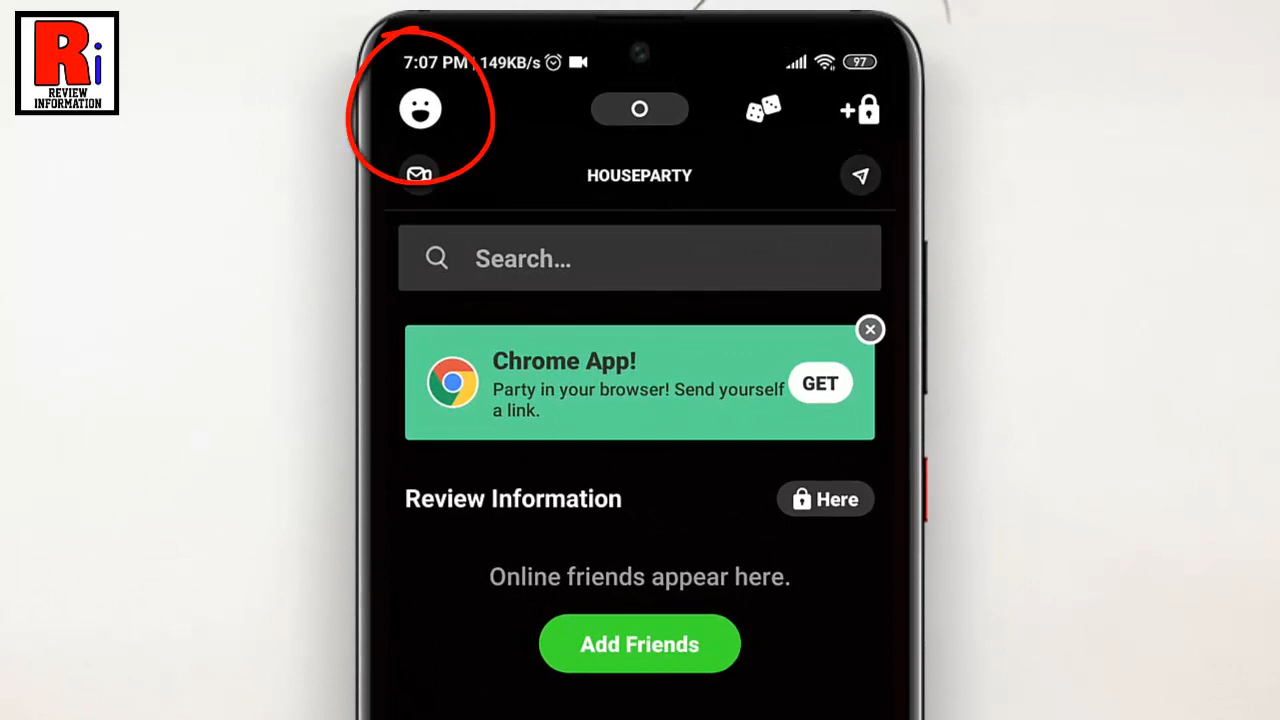 Ri
REVIEW
INFORMATION
7:07 PM | 149KB/s
97
HOUSEPARTY
Search...
Chrome App!
Party in your browser! Send yourself
a link.
GET
Review Information
Here
Online friends appear here.
Add Friends